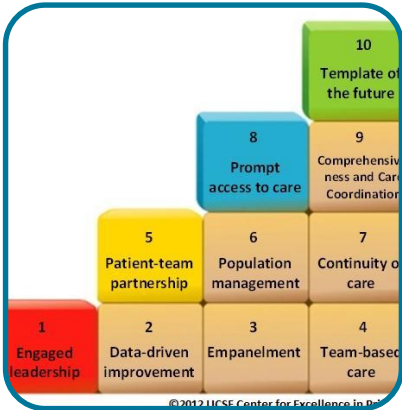 10
Template of
the future
8
Prompt
access to care
9
Comprehensiv
ness and Car
Coordination
5
Patient-team
partnership
6
Population
management
7
Continuity o
care
1
Engaged
leadership
2
Data-driven
improvement
3
Empanelment
4
Team-based
care
©2012 UCSF Center for Excellence in Pri